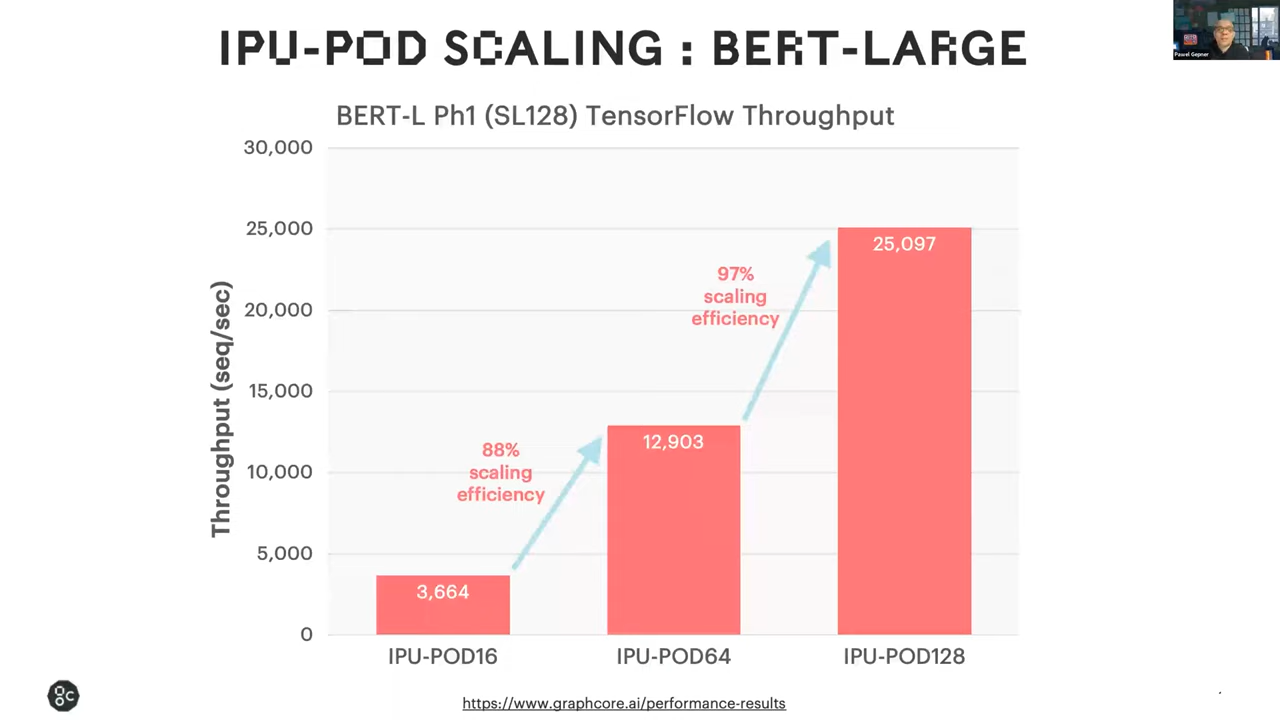 IPU-POD SCALING : BERT-LARGE
Pawel Gepner
BERT-L Ph1 (SL128) TensorFlow Throughput
Throughput (seq/sec)
30,000
25,000
20,000
15,000
10,000
5,000
0
3,664
88%
scaling
efficiency
12,903
97%
scaling
efficiency
25,097
IPU-POD16
IPU-POD64
IPU-POD128
https://www.graphcore.ai/performance-results